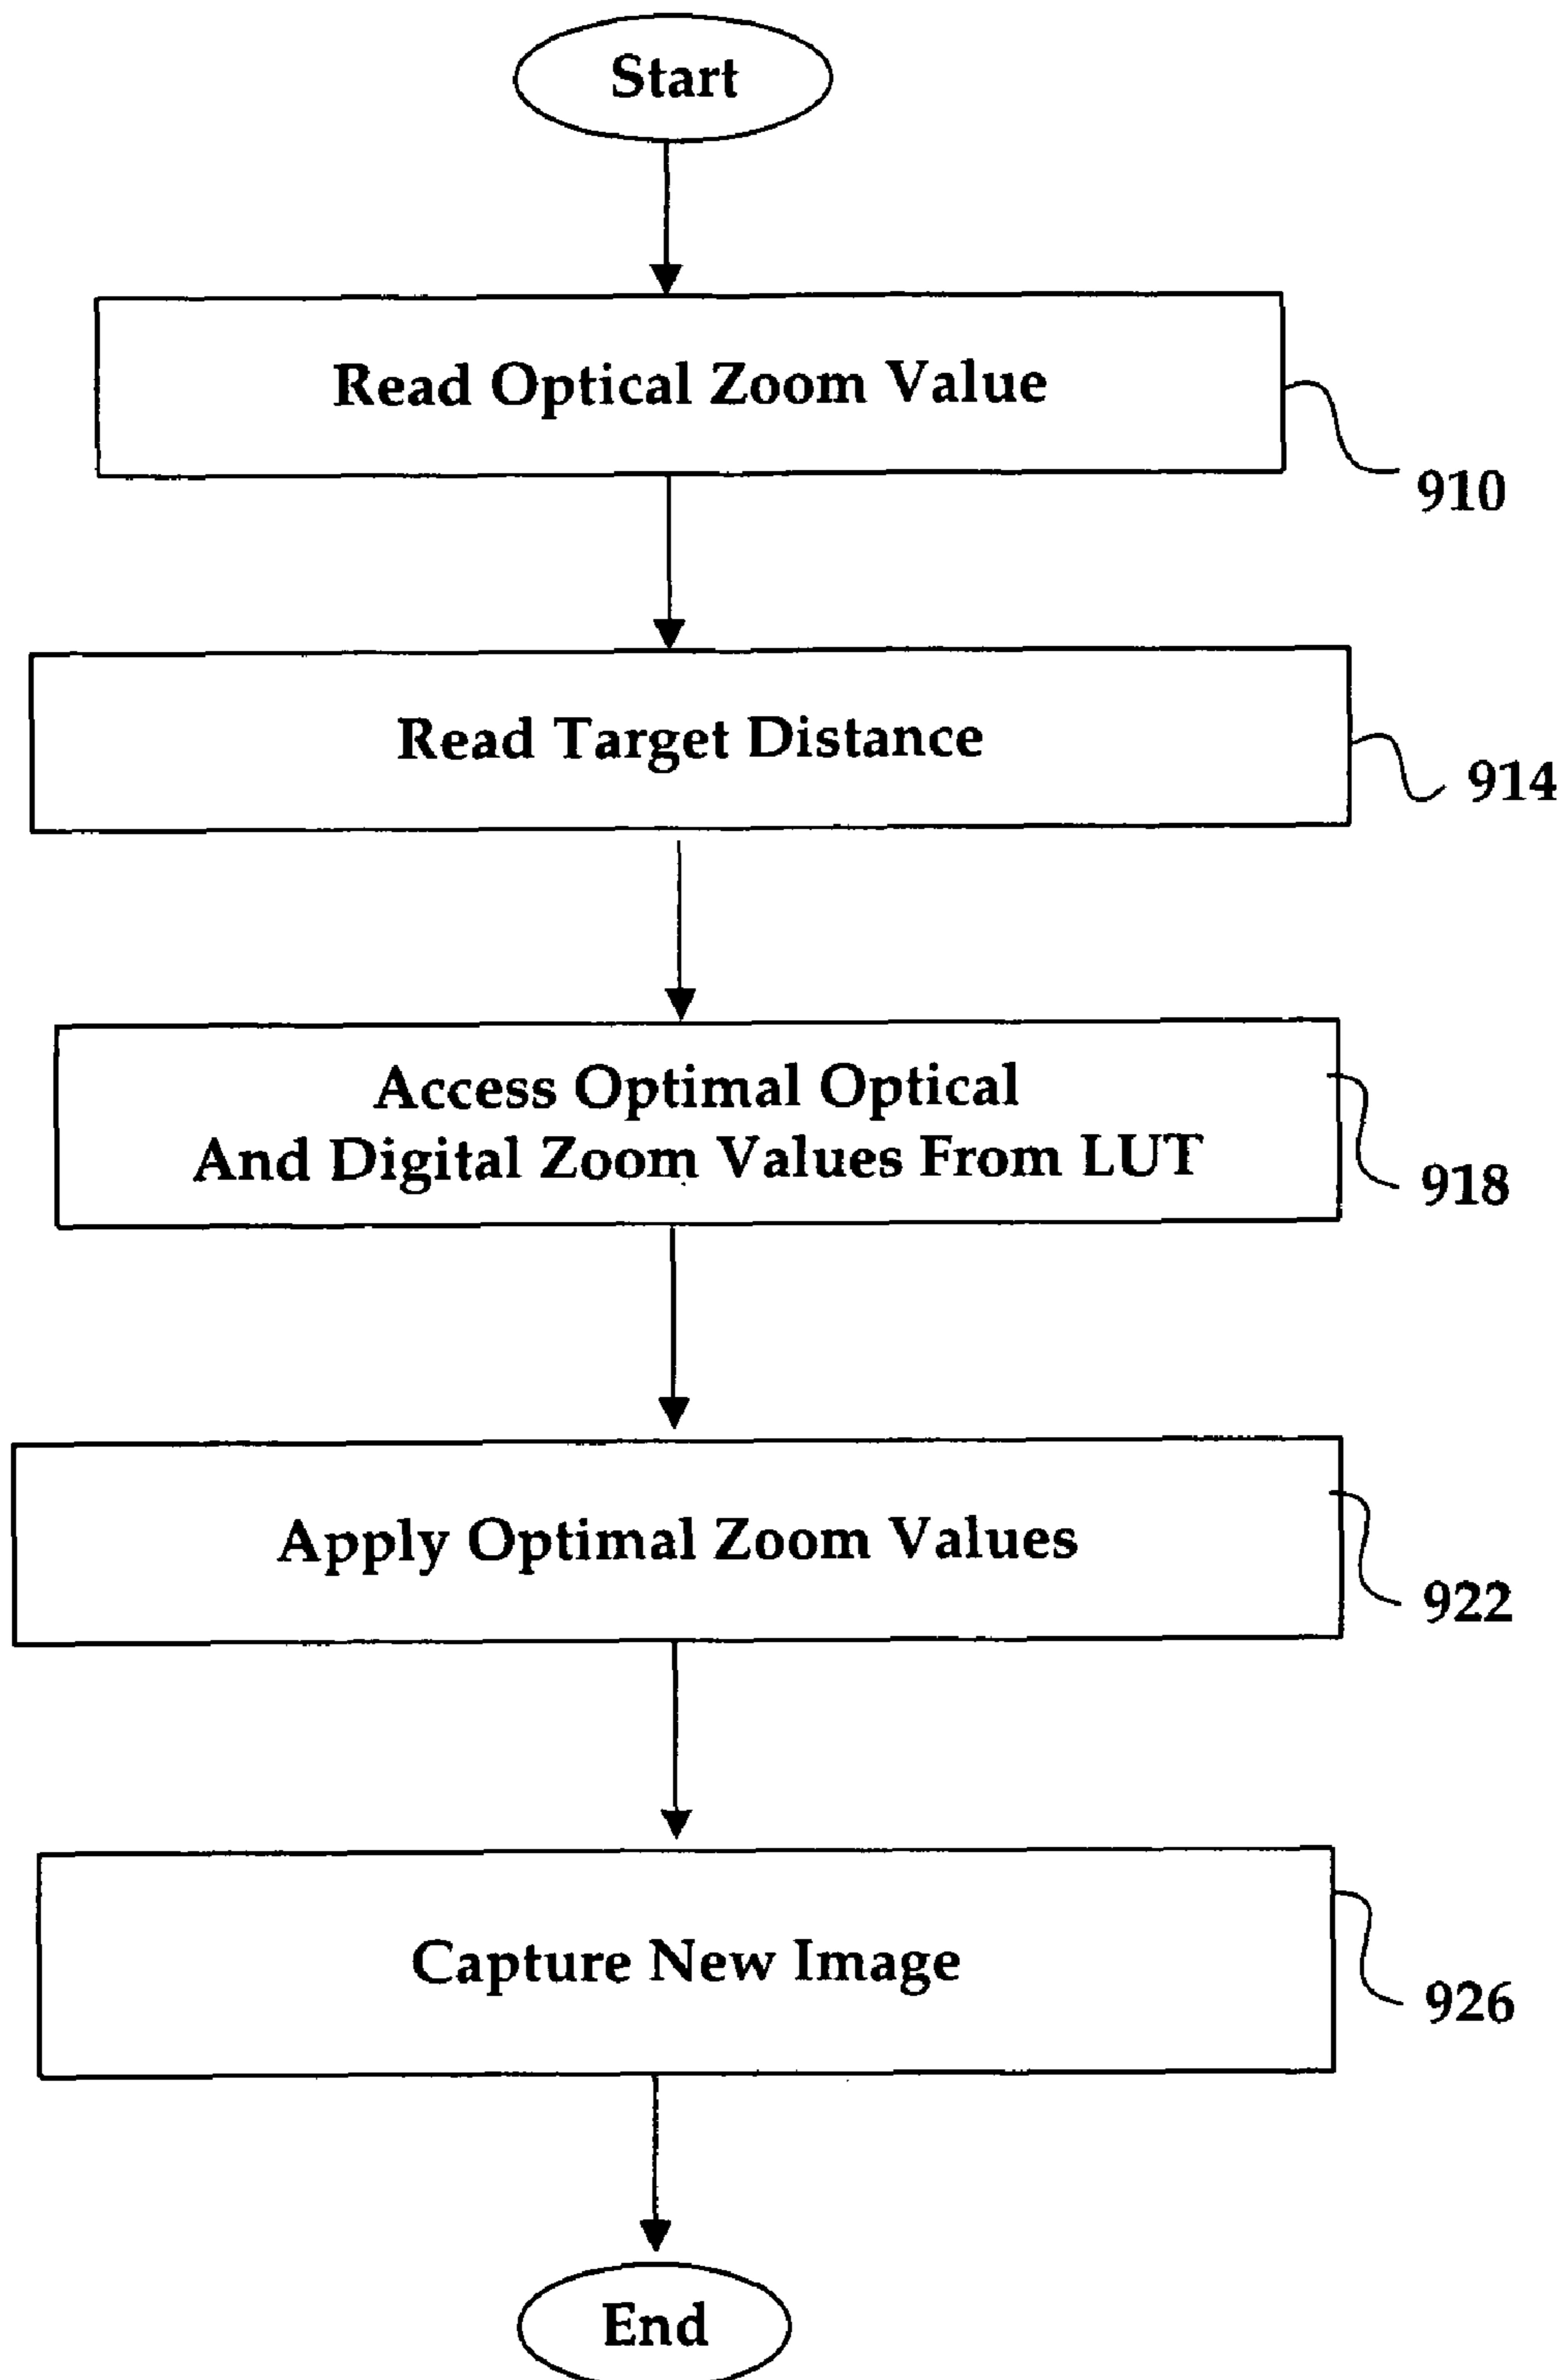 Start
Read Optical Zoom Value
910
Read Target Distance
914
Access Optimal Optical
And Digital Zoom Values From LUT
918
Apply Optimal Zoom Values
922
Capture New Image
926
End